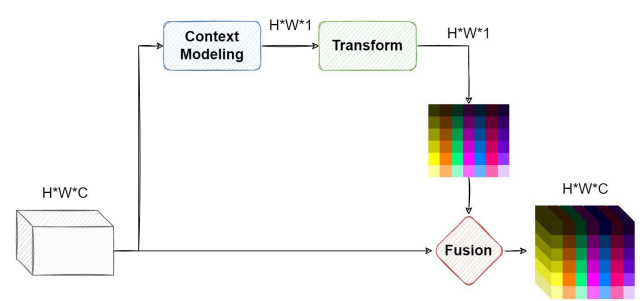 Context
Modeling
H*W*1
Transform
H*W*1
H*W*C
Fusion
H*W*C